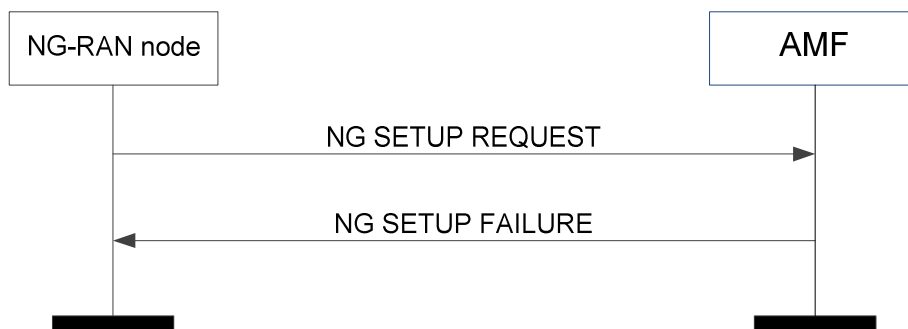 NG-RAN node
AMF
NG SETUP REQUEST
NG SETUP FAILURE